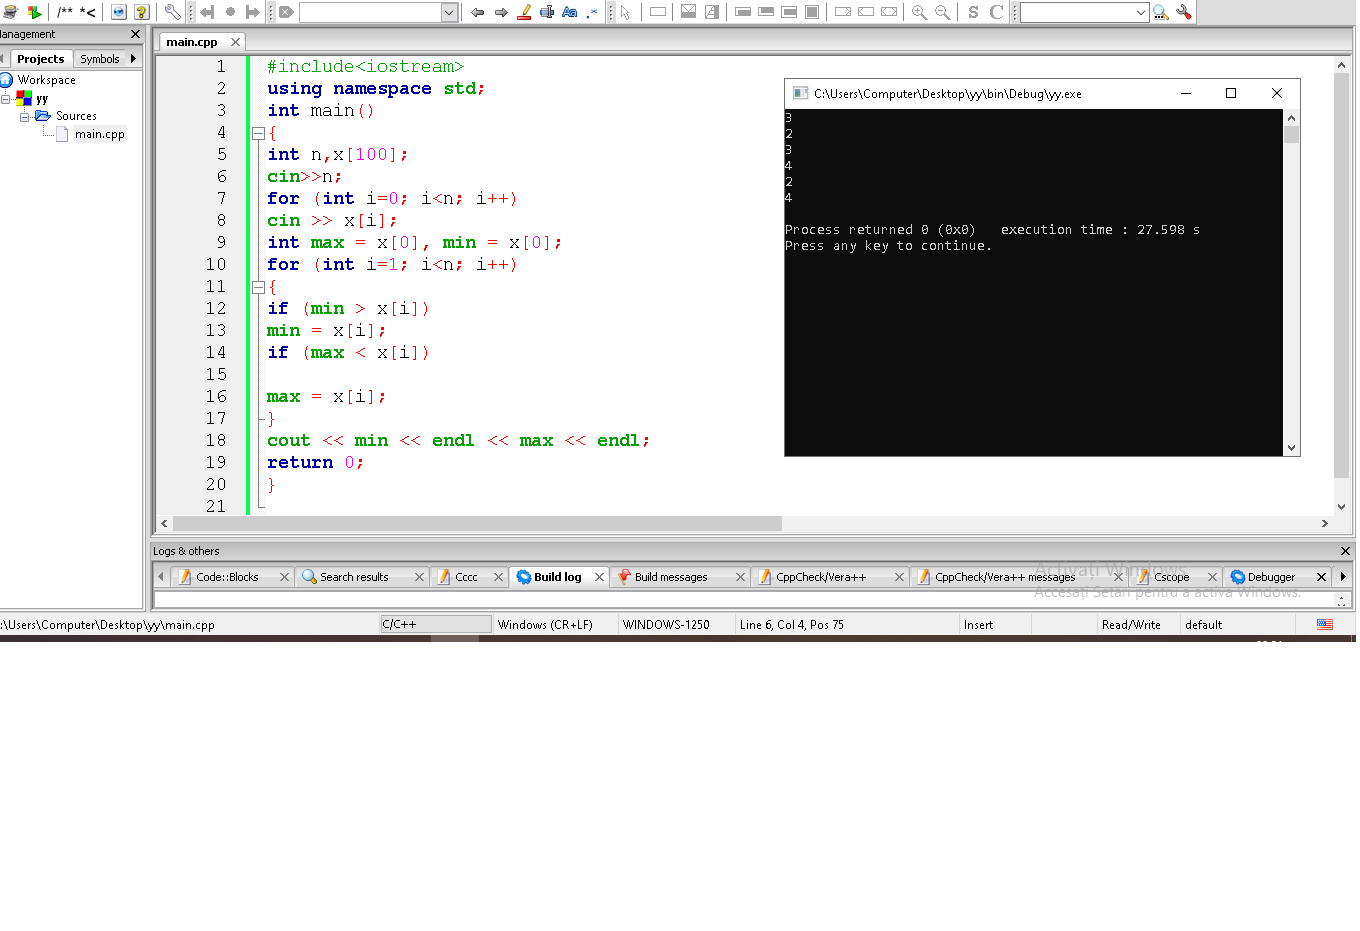 /** *<
S C
anagement
Projects Symbols
Workspace
yy
Sources
main.cpp
main.cpp
1 #include<iostream>
2 using namespace std;
3 int main()
4 {
5 int n,x[100];
6 cin>>n;
7 for (int i=0; i<n; i++)
8 cin >> x[i];
9 int max = x[0], min = x[0];
10 for (int i=1; i<n; i++)
11 {
12 if (min > x[i])
13 min = x[i];
14 if (max < x[i])
15
16 max = x[i];
17 }
18 cout << min << endl << max << endl;
19 return 0;
20 }
21
C:\Users\Computer\Desktop\yy\bin\Debug\yy.exe
3
2
3
4
2
4
Process returned 0 (0x0) execution time : 27.598 s
Press any key to continue.
Logs & others
Code::Blocks Search results Cccc Build log Build messages CppCheck/Vera++ CppCheck/Vera++ messages Cscope Debugger
Activați Windows
Accesați Setări pentru a activa Windows.
:\Users\Computer\Desktop\yy\main.cpp C/C++ Windows (CR+LF) WINDOWS-1250 Line 6, Col 4, Pos 75 Insert Read/Write default